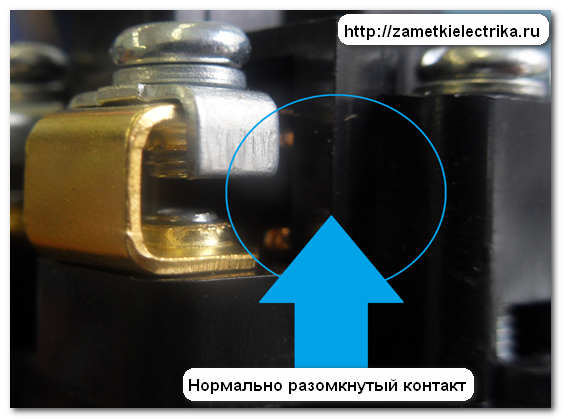 http://zametkielectrika.ru
Нормально разомкнутый контакт